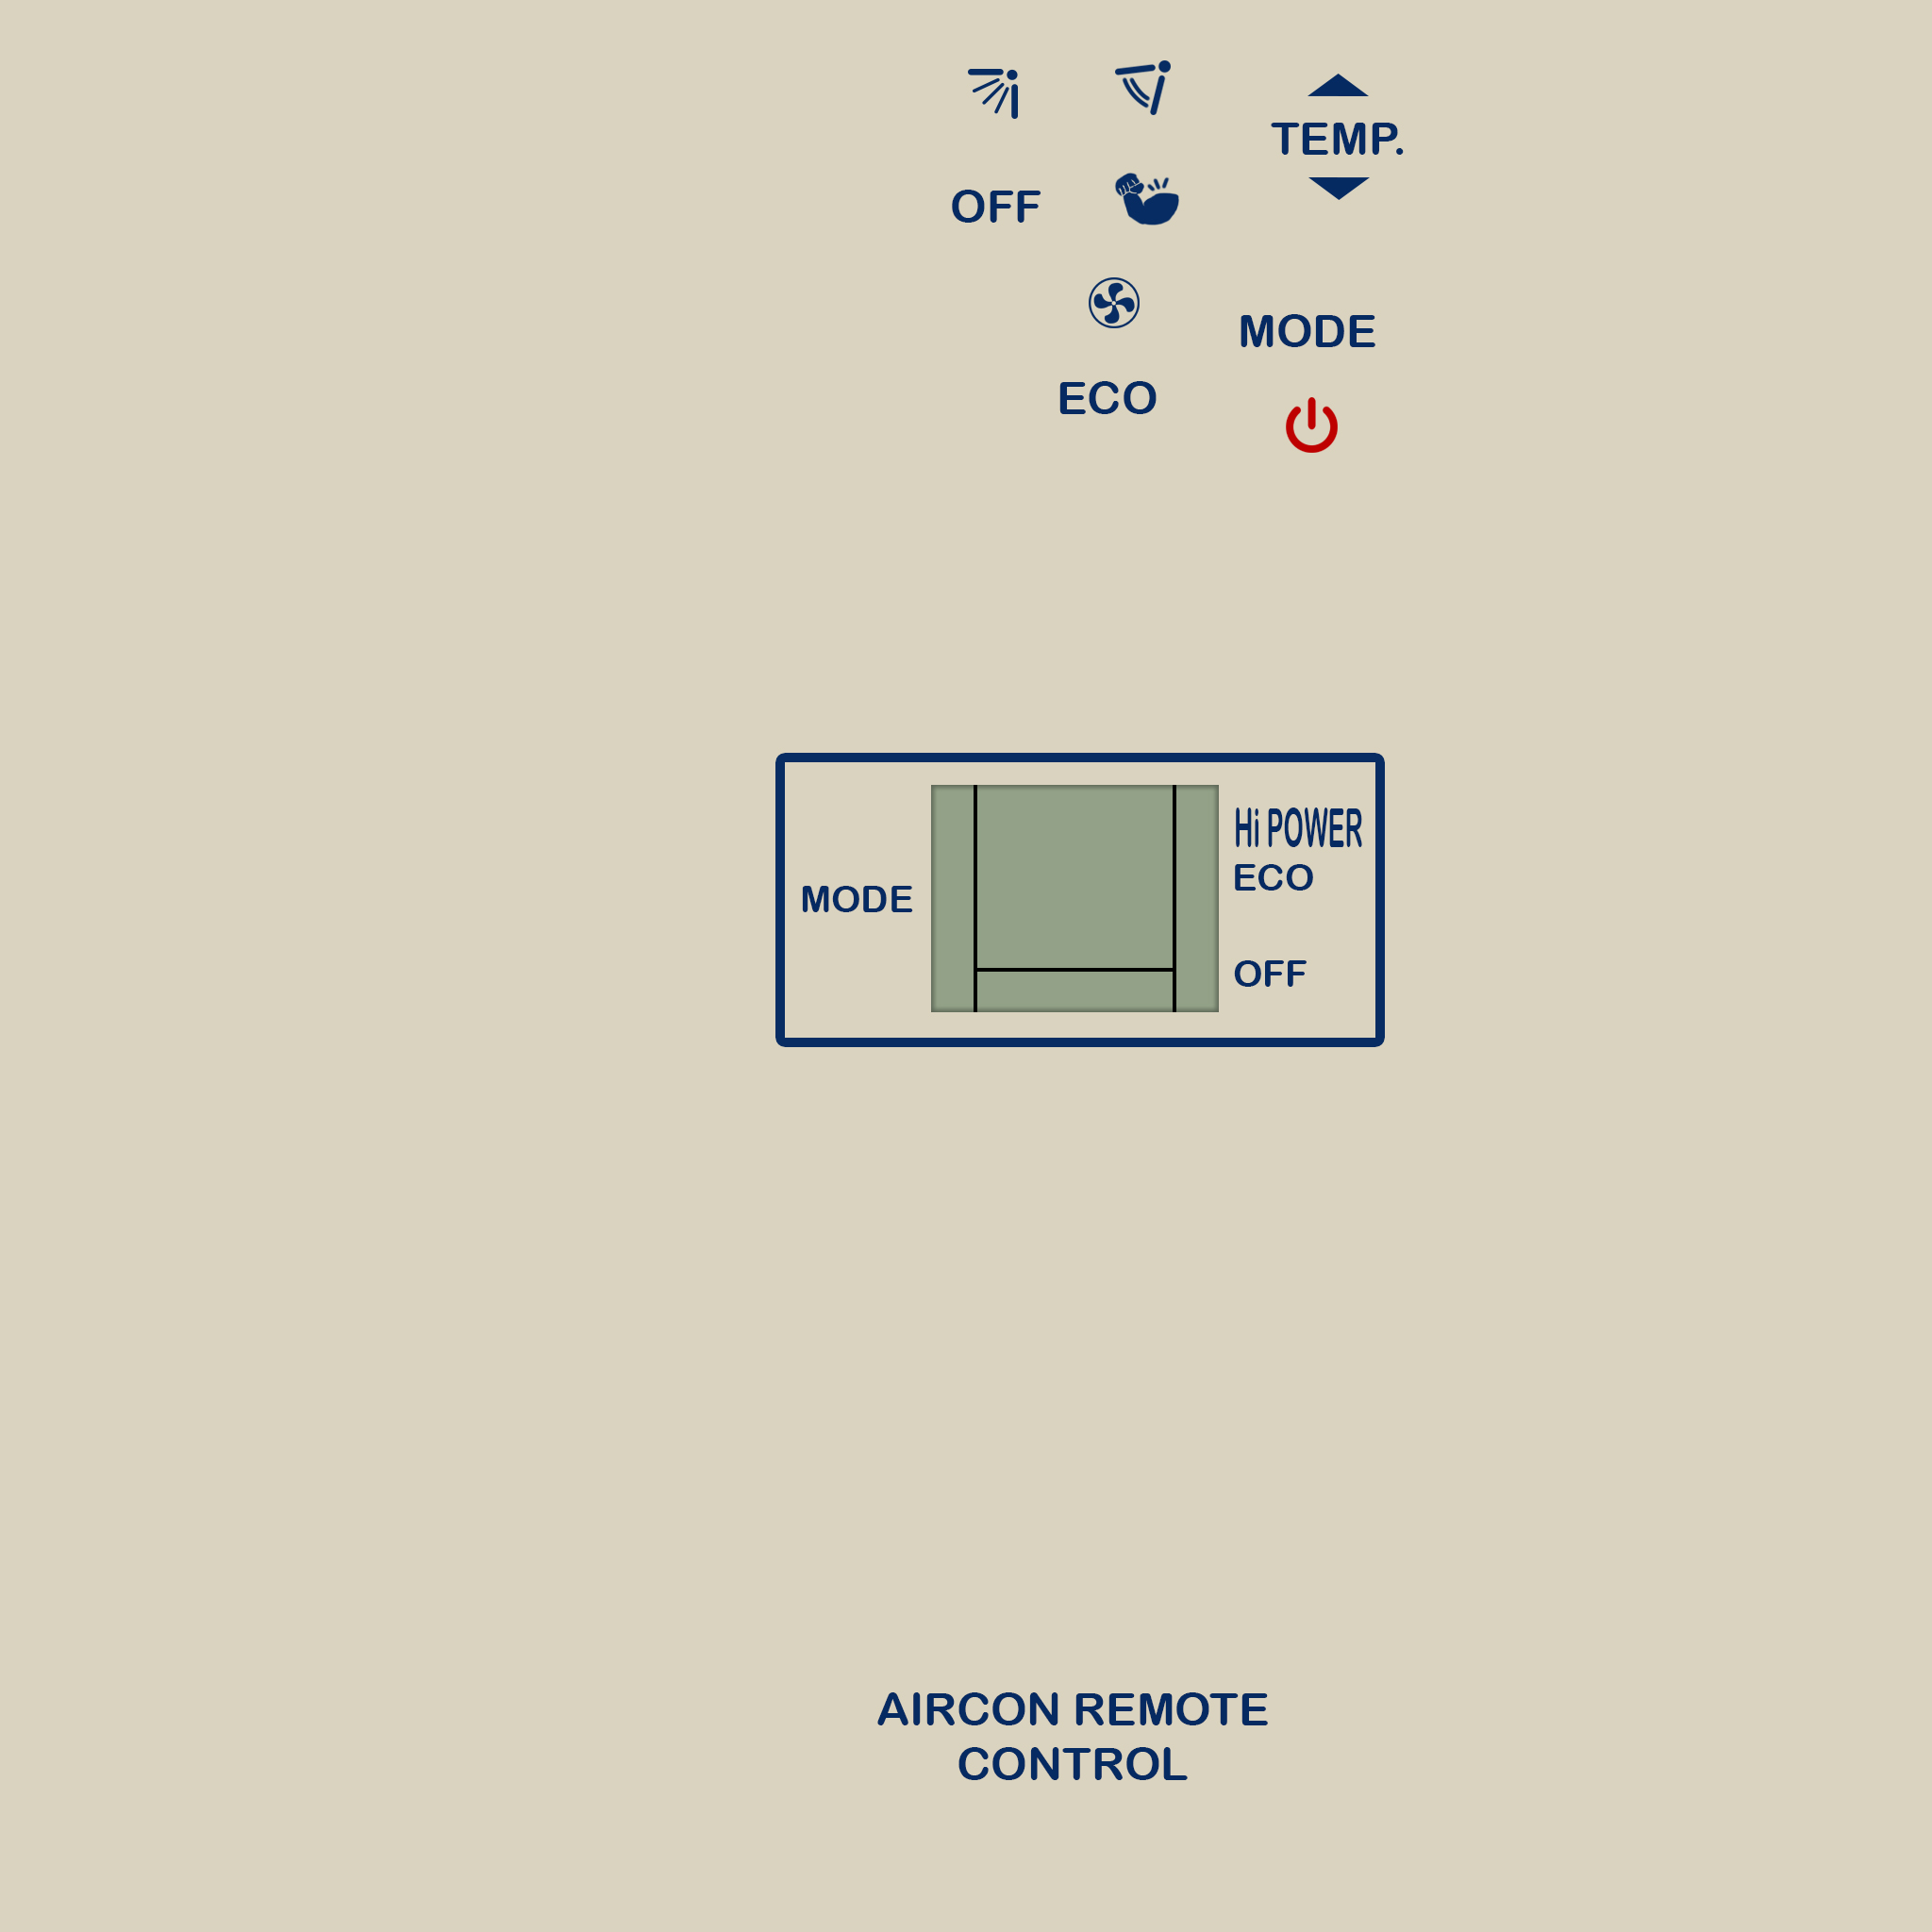 TEMP.
OFF
MODE
ECO
Hi POWER
ECO
MODE
OFF
AIRCON REMOTE
CONTROL